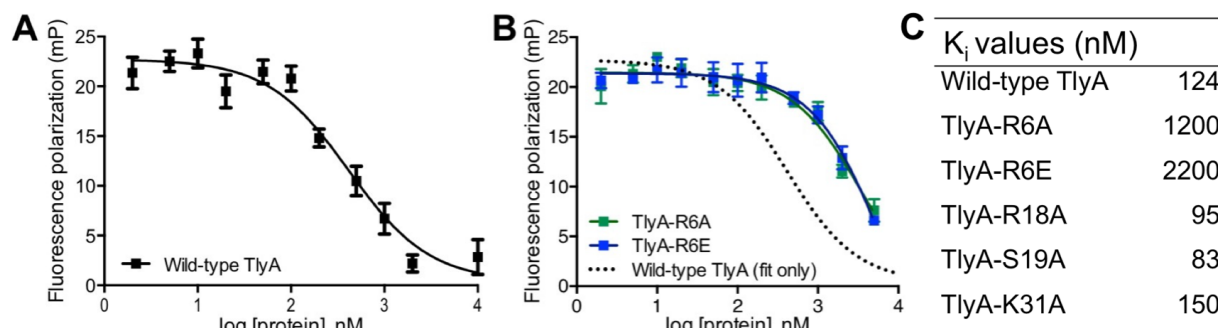 A
Fluorescence polarization (mP)
25
20
15
10
5
0
Wild-type TlyA
0
1
2
3
4
log [protein], nM
B
Fluorescence polarization (mP)
25
20
15
10
5
0
TlyA-R6A
TlyA-R6E
Wild-type TlyA (fit only)
0
1
2
3
4
log [protein], nM
C
Ki values (nM)
Wild-type TlyA 124
TlyA-R6A 1200
TlyA-R6E 2200
TlyA-R18A 95
TlyA-S19A 83
TlyA-K31A 150